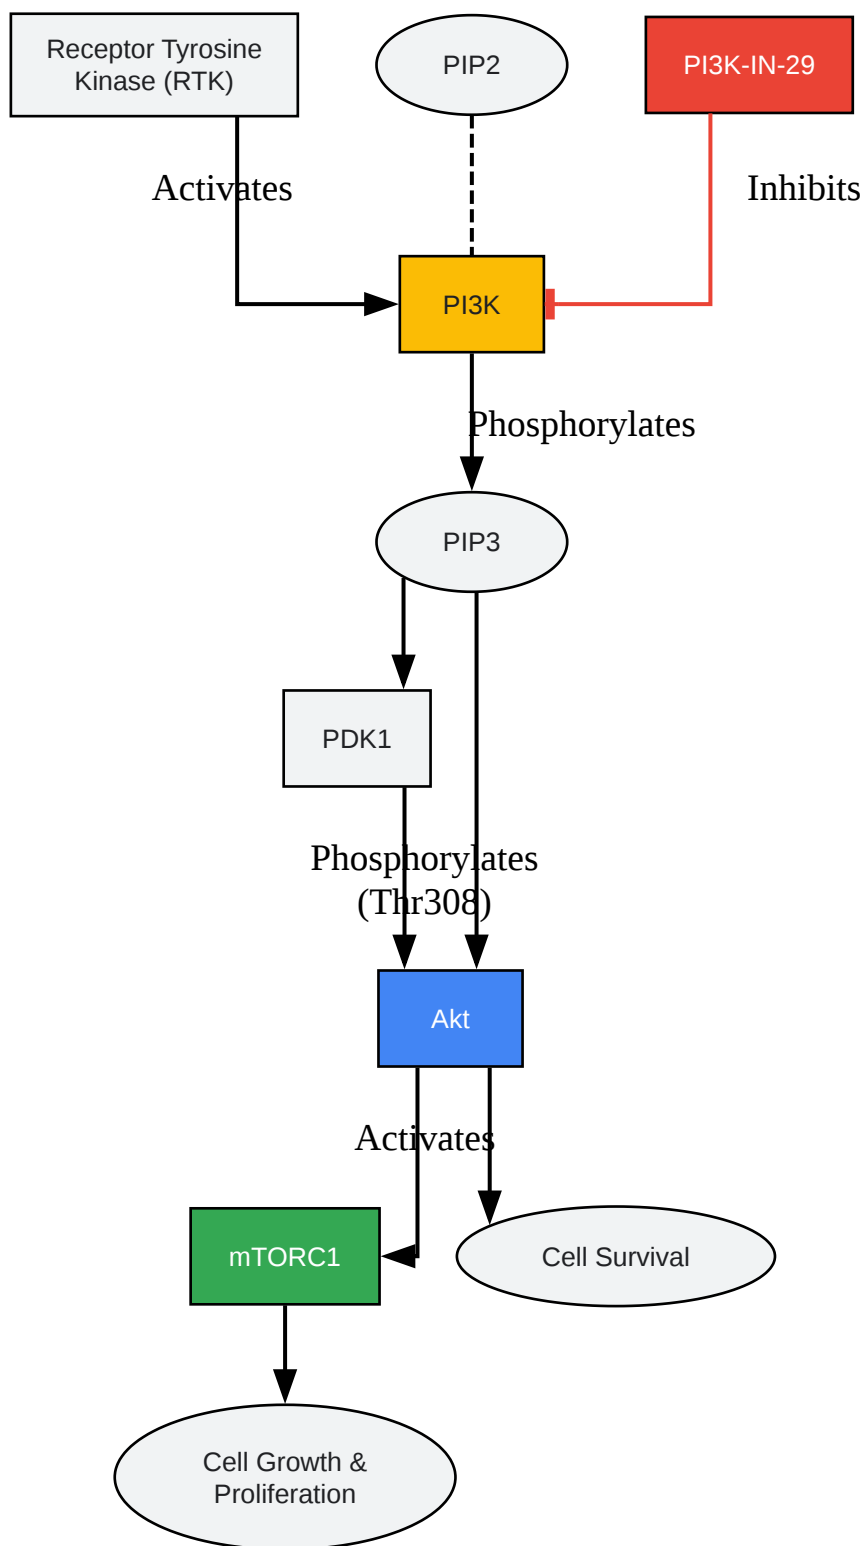 Receptor Tyrosine
Kinase (RTK)
PIP2
PI3K-IN-29
Activates
Inhibits
PI3K
Phosphorylates
PIP3
PDK1
Phosphorylates
(Thr308)
Akt
Activates
mTORC1
Cell Survival
Cell Growth &
Proliferation